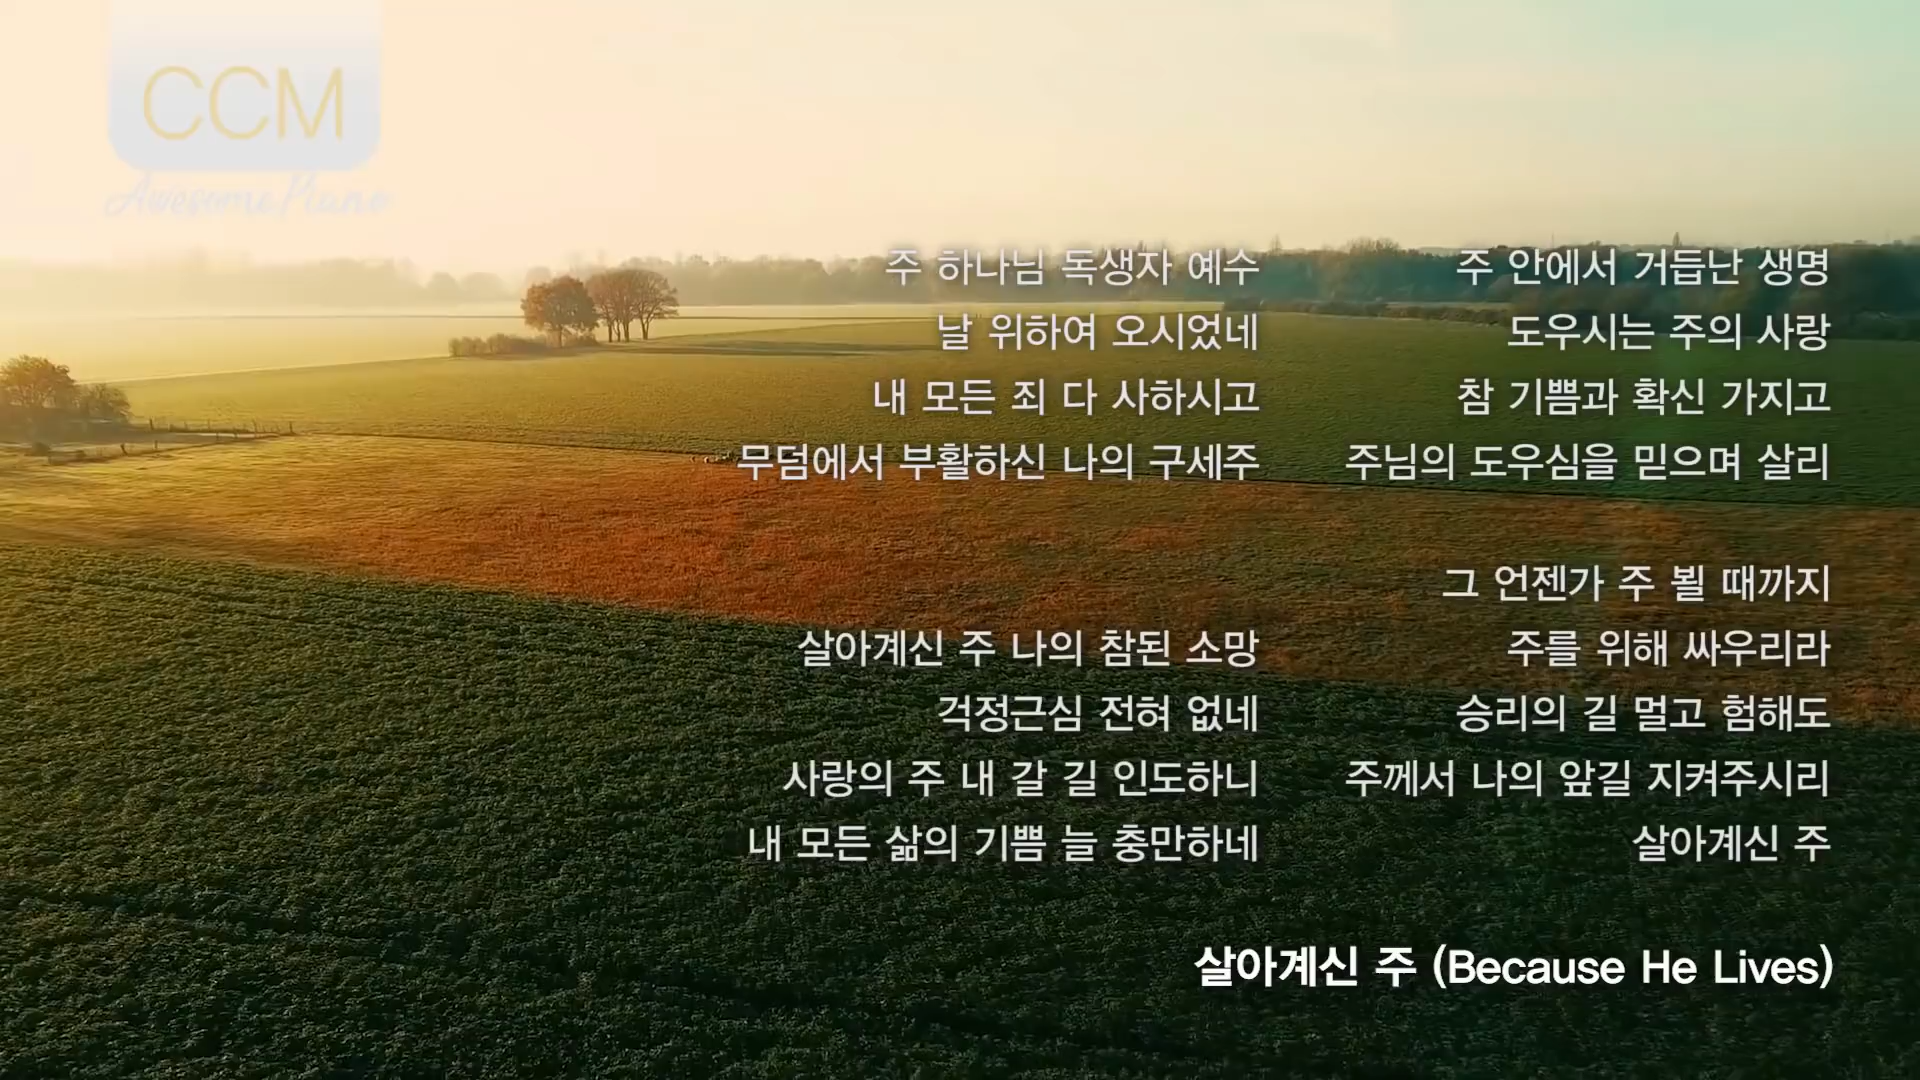 CCM
Awesome Piano
주 하나님 독생자 예수
날 위하여 오시었네
내 모든 죄 다 사하시고
무덤에서 부활하신 나의 구세주
살아계신 주 나의 참된 소망
걱정근심 전혀 없네
사랑의 주 내 갈 길 인도하니
내 모든 삶의 기쁨 늘 충만하네
주 안에서 거듭난 생명
도우시는 주의 사랑
참 기쁨과 확신 가지고
주님의 도우심을 믿으며 살리
그 언젠가 주 뵐 때까지
주를 위해 싸우리라
승리의 길 멀고 험해도
주께서 나의 앞길 지켜주시리
살아계신 주
살아계신 주 (Because He Lives)